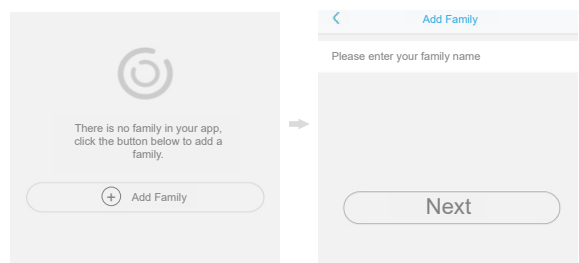 There is no family in your app,
click the button below to add a
family.
Add Family
Add Family
Please enter your family name
Next